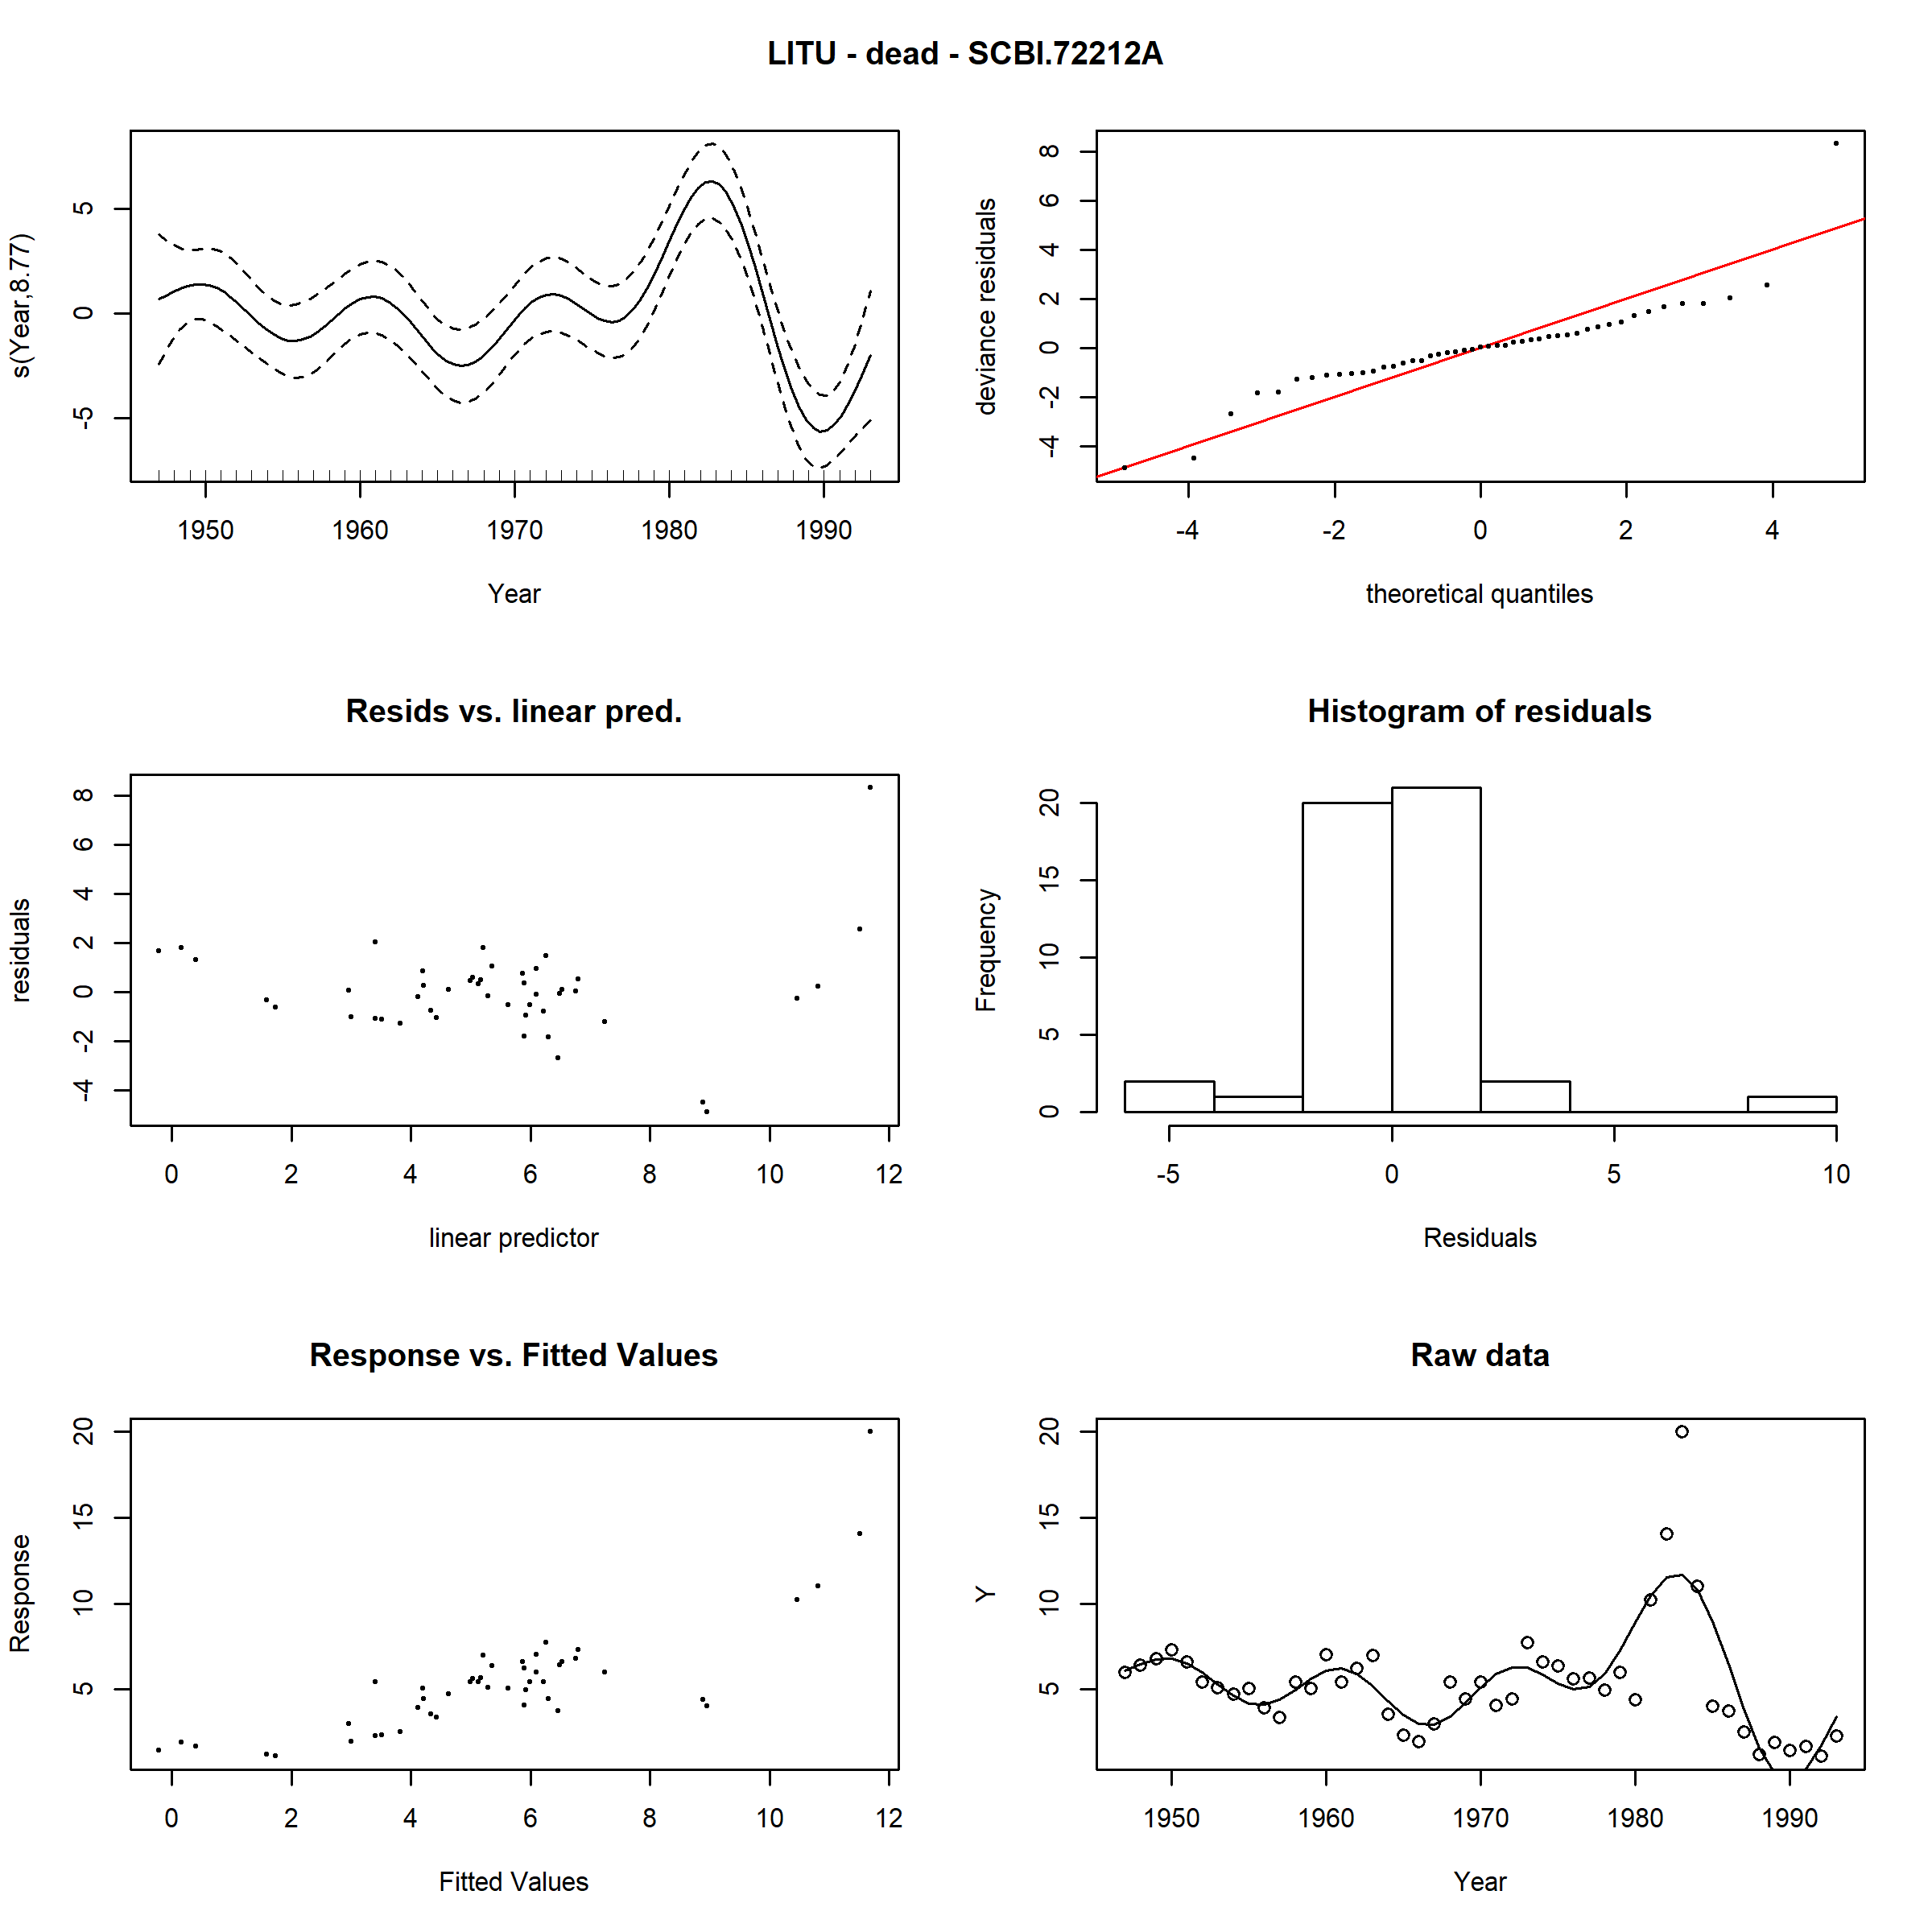 LITU - dead - SCBI.72212A
s(Year,8.77)
5
0
-5
1950 1960 1970 1980 1990
Year
deviance residuals
8
6
4
2
0
-2
-4
-4 -2 0 2 4
theoretical quantiles
Resids vs. linear pred.
residuals
8
6
4
2
0
-2
-4
0 2 4 6 8 10 12
linear predictor
Histogram of residuals
Frequency
20
15
10
5
0
-5 0 5 10
Residuals
Response vs. Fitted Values
Response
20
15
10
5
0 2 4 6 8 10 12
Fitted Values
Raw data
Y
20
15
10
5
1950 1960 1970 1980 1990
Year